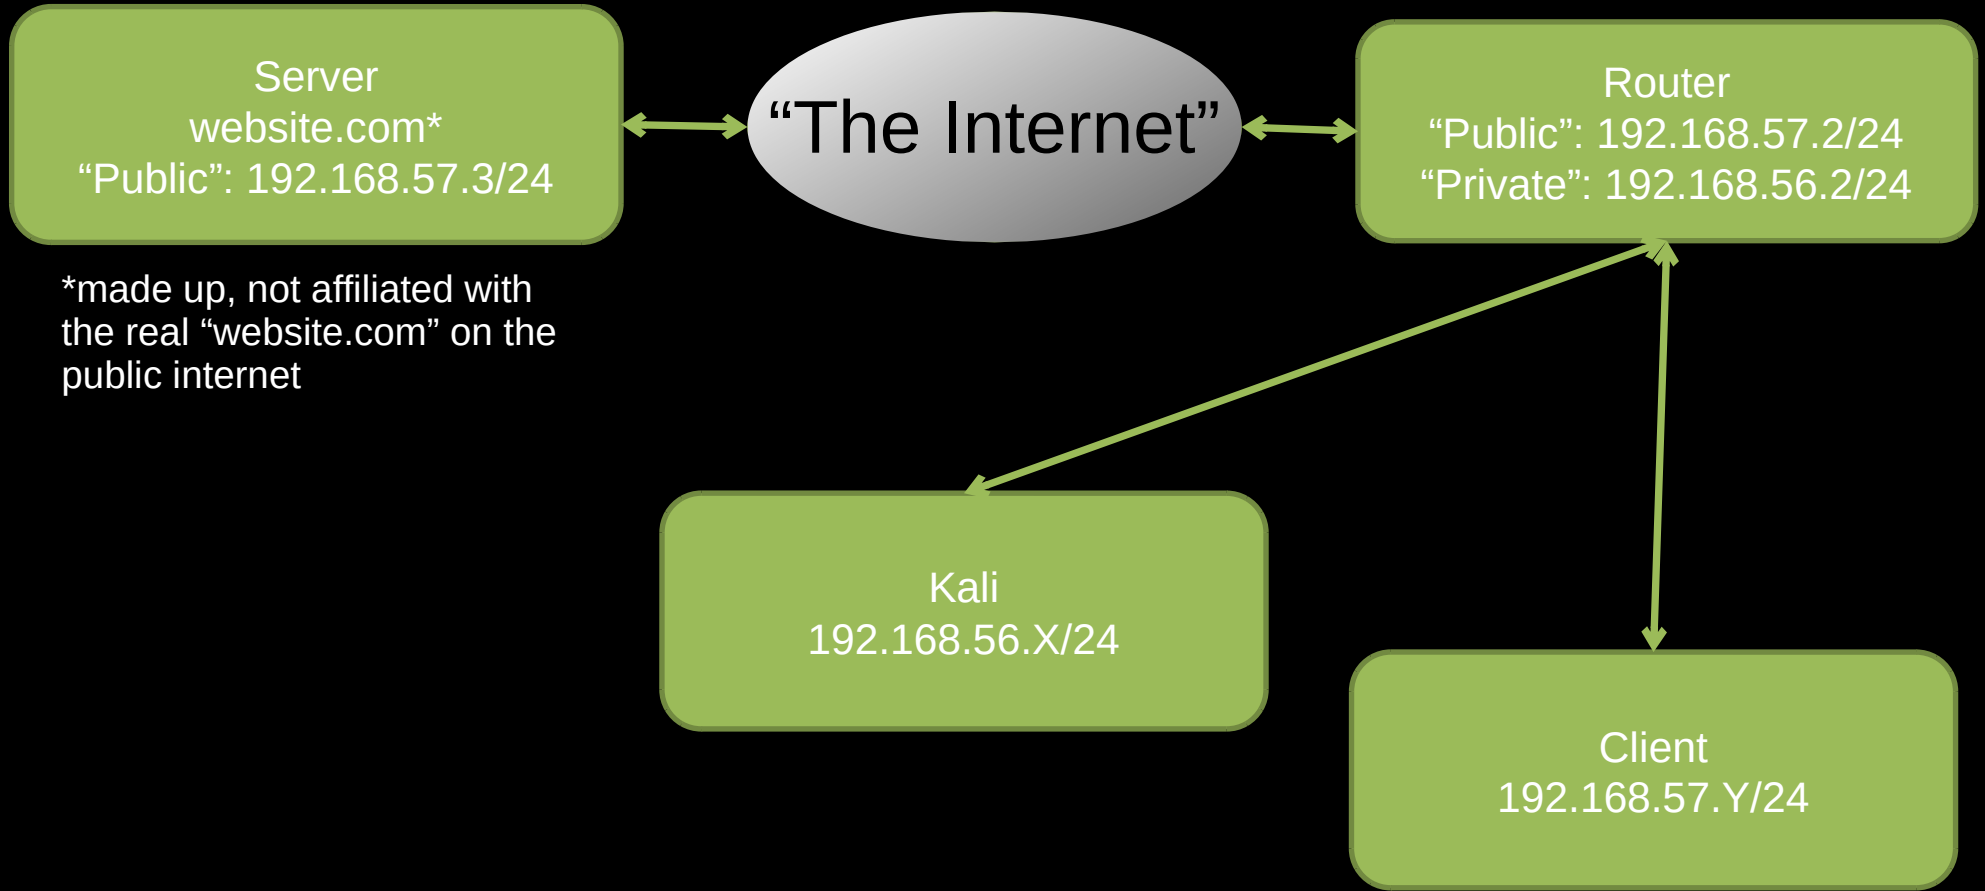 Server
website.com*
“Public”: 192.168.57.3/24
“The Internet”
Router
“Public”: 192.168.57.2/24
“Private”: 192.168.56.2/24
*made up, not affiliated with
the real “website.com” on the
public internet
Kali
192.168.56.X/24
Client
192.168.57.Y/24